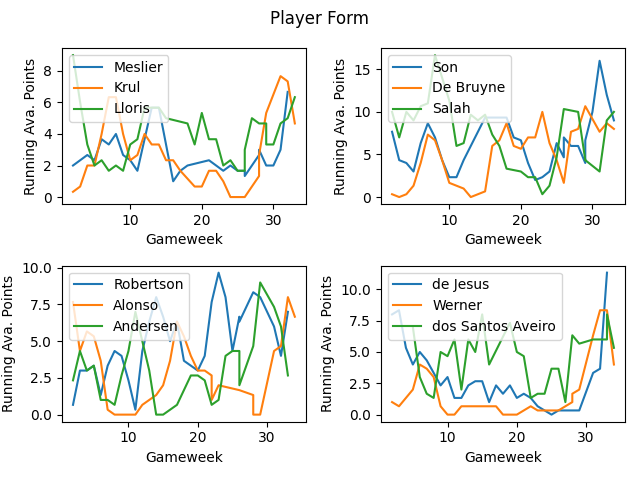 Player Form
Running Ava. Points
8
6
4
2
0
Meslier
Krul
Lloris
10
20
30
Gameweek
Running Ava. Points
15
10
5
0
Son
De Bruyne
Salah
10
20
30
Gameweek
Running Ava. Points
10.0
7.5
5.0
2.5
0.0
Robertson
Alonso
Andersen
10
20
30
Gameweek
Running Ava. Points
10.0
7.5
5.0
2.5
0.0
de Jesus
Werner
dos Santos Aveiro
10
20
30
Gameweek